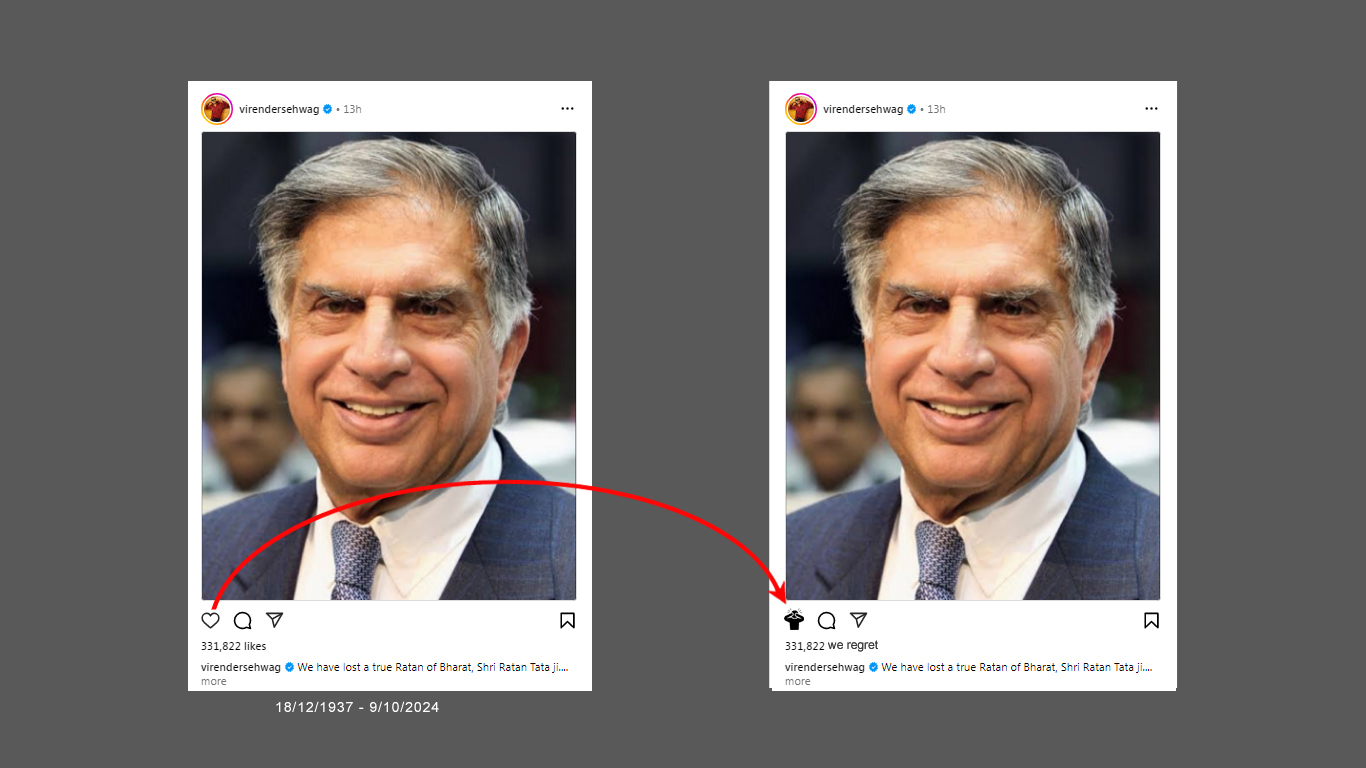 virendersehwag • 13h
331,822 likes
virendersehwag We have lost a true Ratan of Bharat, Shri Ratan Tata ji....
more
18/12/1937 - 9/10/2024
virendersehwag • 13h
331,822 we regret
virendersehwag We have lost a true Ratan of Bharat, Shri Ratan Tata ji....
more